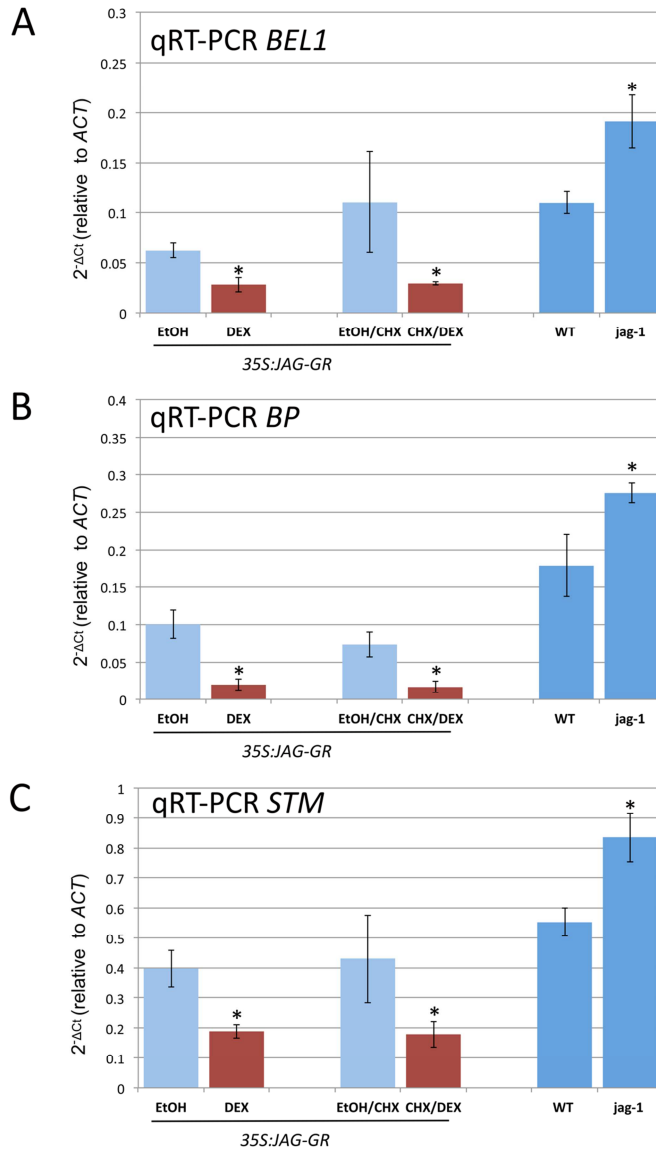 A
qRT-PCR BEL1
2-ΔCt (relative to ACT)
0.3
0.25
0.2
0.15
0.1
0.05
0
*
*
*
EtOH DEX EtOH/CHX CHX/DEX WT jag-1
35S:JAG-GR
B
qRT-PCR BP
2-ΔCt (relative to ACT)
0.4
0.35
0.3
0.25
0.2
0.15
0.1
0.05
0
*
*
*
EtOH DEX EtOH/CHX CHX/DEX WT jag-1
35S:JAG-GR
C
qRT-PCR STM
2-ΔCt (relative to ACT)
1
0.9
0.8
0.7
0.6
0.5
0.4
0.3
0.2
0.1
0
*
*
*
EtOH DEX EtOH/CHX CHX/DEX WT jag-1
35S:JAG-GR